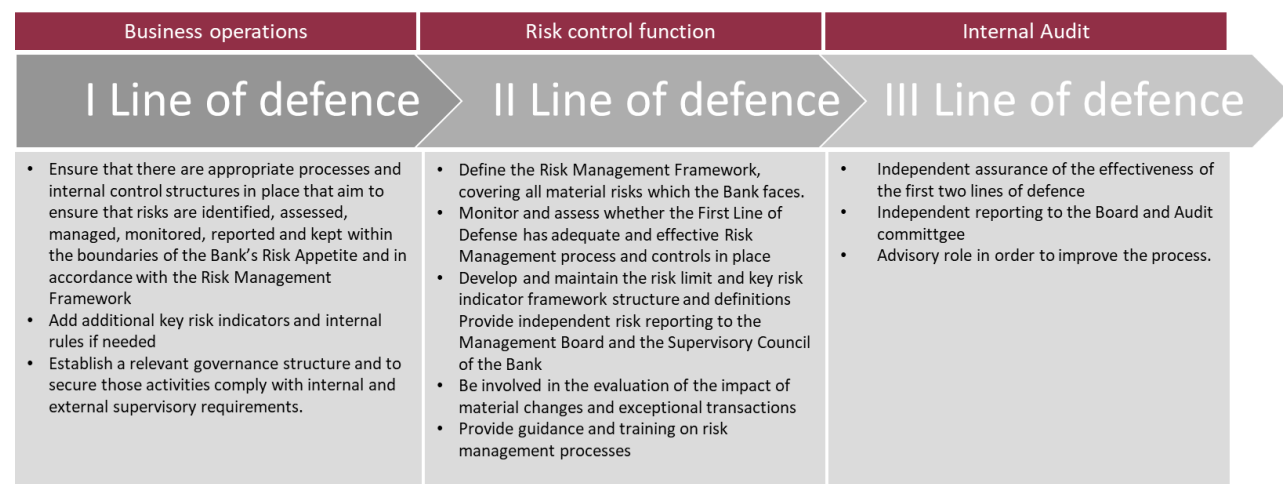 Business operations
Risk control function
Internal Audit
I Line of defence
II Line of defence
III Line of defence
• Ensure that there are appropriate processes and
internal control structures in place that aim to
ensure that risks are identified, assessed,
managed, monitored, reported and kept within
the boundaries of the Bank's Risk Appetite and in
accordance with the Risk Management
Framework
• Add additional key risk indicators and internal
rules if needed
• Establish a relevant governance structure and to
secure those activities comply with internal and
external supervisory requirements.
• Define the Risk Management Framework,
covering all material risks which the Bank faces.
• Monitor and assess whether the First Line of
Defense has adequate and effective Risk
Management process and controls in place
• Develop and maintain the risk limit and key risk
indicator framework structure and definitions
Provide independent risk reporting to the
Management Board and the Supervisory Council
of the Bank
• Be involved in the evaluation of the impact of
material changes and exceptional transactions
• Provide guidance and training on risk
management processes
• Independent assurance of the effectiveness of
the first two lines of defence
• Independent reporting to the Board and Audit
committgee
• Advisory role in order to improve the process.